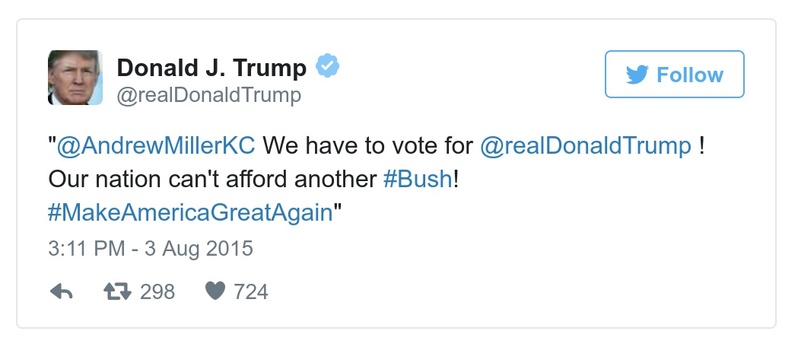 Donald J. Trump
Follow
@realDonaldTrump
"@AndrewMillerKC We have to vote for @realDonaldTrump !
Our nation can't afford another #Bush!
#MakeAmericaGreatAgain"
3:11 PM - 3 Aug 2015
298 724